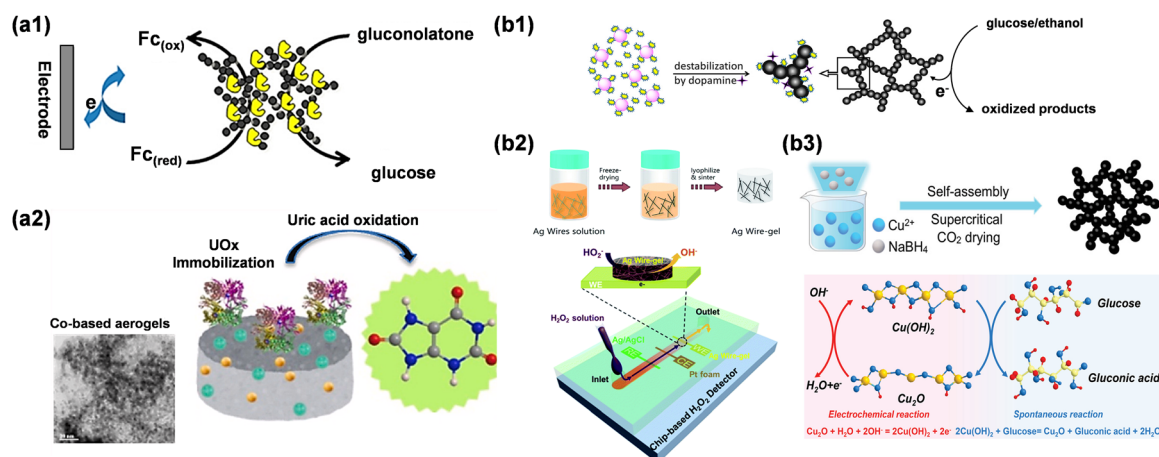 (a1)
Electrode
e⁻
Fc(ox)
Fc(red)
gluconolatone
glucose
(a2)
Uric acid oxidation
UOx
Immobilization
Co-based aerogels
(b1)
destabilization
by dopamine
glucose/ethanol
e-
oxidized products
(b2)
Freeze-
drying
lyophilize
& sinter
Ag Wires solution
Ag Wire-gel
HO₂⁻
Ag Wire-gel
OH⁻
WE
e-
H₂O₂ solution
Outlet
Ag/AgCl
RE
Ag Wire-gel
CE
Pt foam
Inlet
Chip-based H₂O₂ Detector
(b3)
Cu²⁺
NaBH₄
Self-assembly
Supercritical
CO₂ drying
OH⁻
Cu(OH)₂
Glucose
H₂O+e⁻
Cu₂O
Gluconic acid
Electrochemical reaction
Spontaneous reaction
Cu₂O + H₂O + 2OH⁻ = 2Cu(OH)₂ + 2e⁻
2Cu(OH)₂ + Glucose= Cu₂O + Gluconic acid + 2H₂O